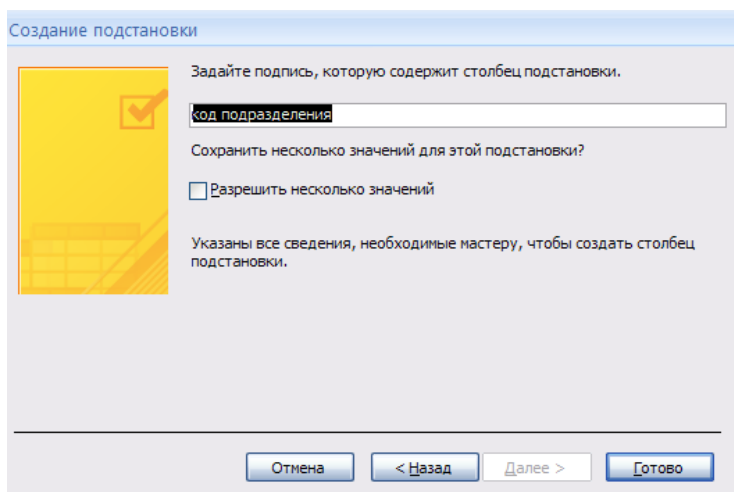 Создание подстановки
Задайте подпись, которую содержит столбец подстановки.
код подразделения
Сохранить несколько значений для этой подстановки?
Разрешить несколько значений
Указаны все сведения, необходимые мастеру, чтобы создать столбец
подстановки.
Отмена
< Назад
Далее >
Готово